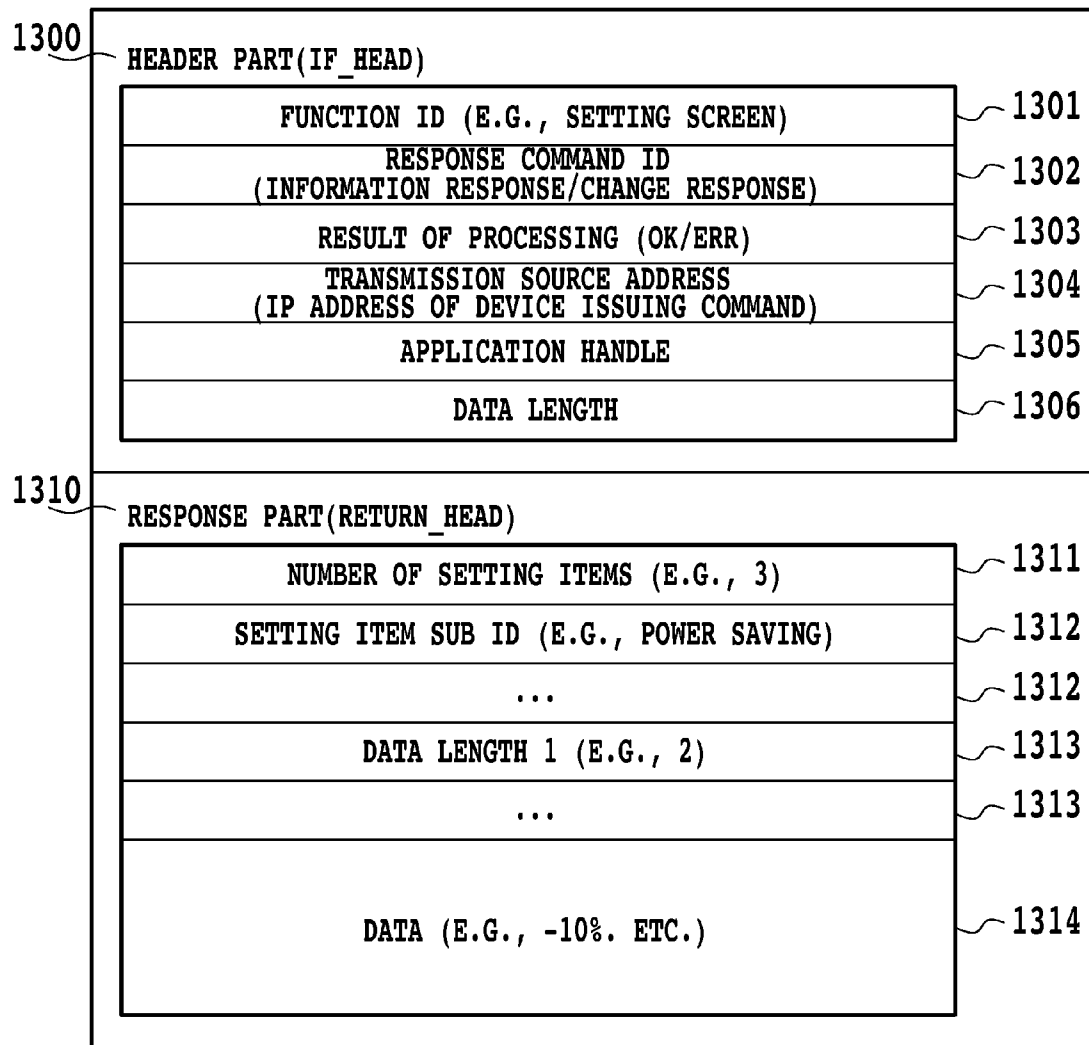 1300
HEADER PART(IF_HEAD)
FUNCTION ID (E.G., SETTING SCREEN)
1301
RESPONSE COMMAND ID
(INFORMATION RESPONSE/CHANGE RESPONSE)
1302
RESULT OF PROCESSING (OK/ERR)
1303
TRANSMISSION SOURCE ADDRESS
(IP ADDRESS OF DEVICE ISSUING COMMAND)
1304
APPLICATION HANDLE
1305
DATA LENGTH
1306
1310
RESPONSE PART(RETURN_HEAD)
NUMBER OF SETTING ITEMS (E.G., 3)
1311
SETTING ITEM SUB ID (E.G., POWER SAVING)
1312
...
1312
DATA LENGTH 1 (E.G., 2)
1313
...
1313
DATA (E.G., -10%. ETC.)
1314